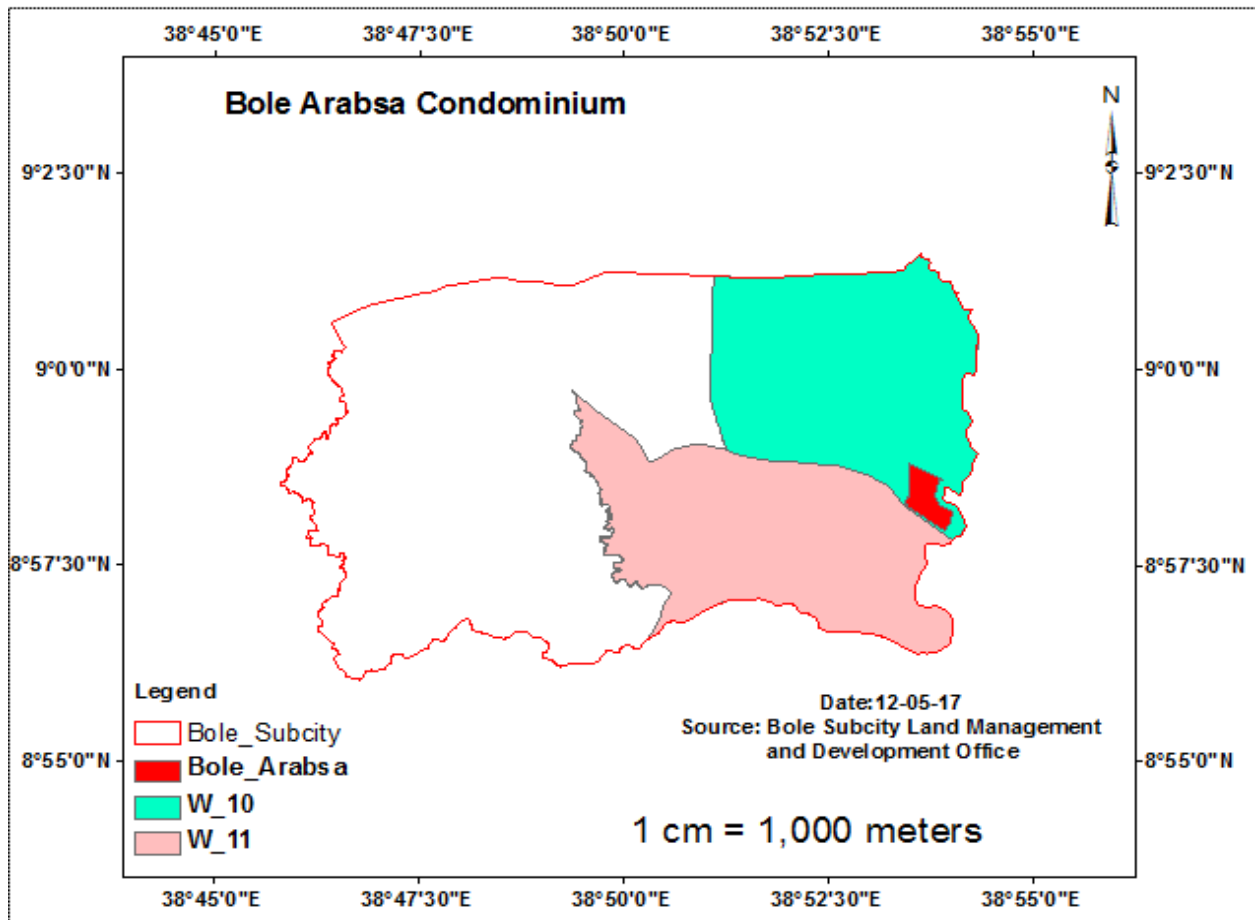 38°45'0"E 38°47'30"E 38°50'0"E 38°52'30"E 38°55'0"E
Bole Arabsa Condominium
N
9°2'30"N 9°2'30"N
9°0'0"N 9°0'0"N
8°57'30"N 8°57'30"N
Legend
Bole_Subcity
Bole_Arabsa
W_10
W_11
Date:12-05-17
Source: Bole Subcity Land Management
and Development Office
8°55'0"N 8°55'0"N
1 cm = 1,000 meters
38°45'0"E 38°47'30"E 38°50'0"E 38°52'30"E 38°55'0"E